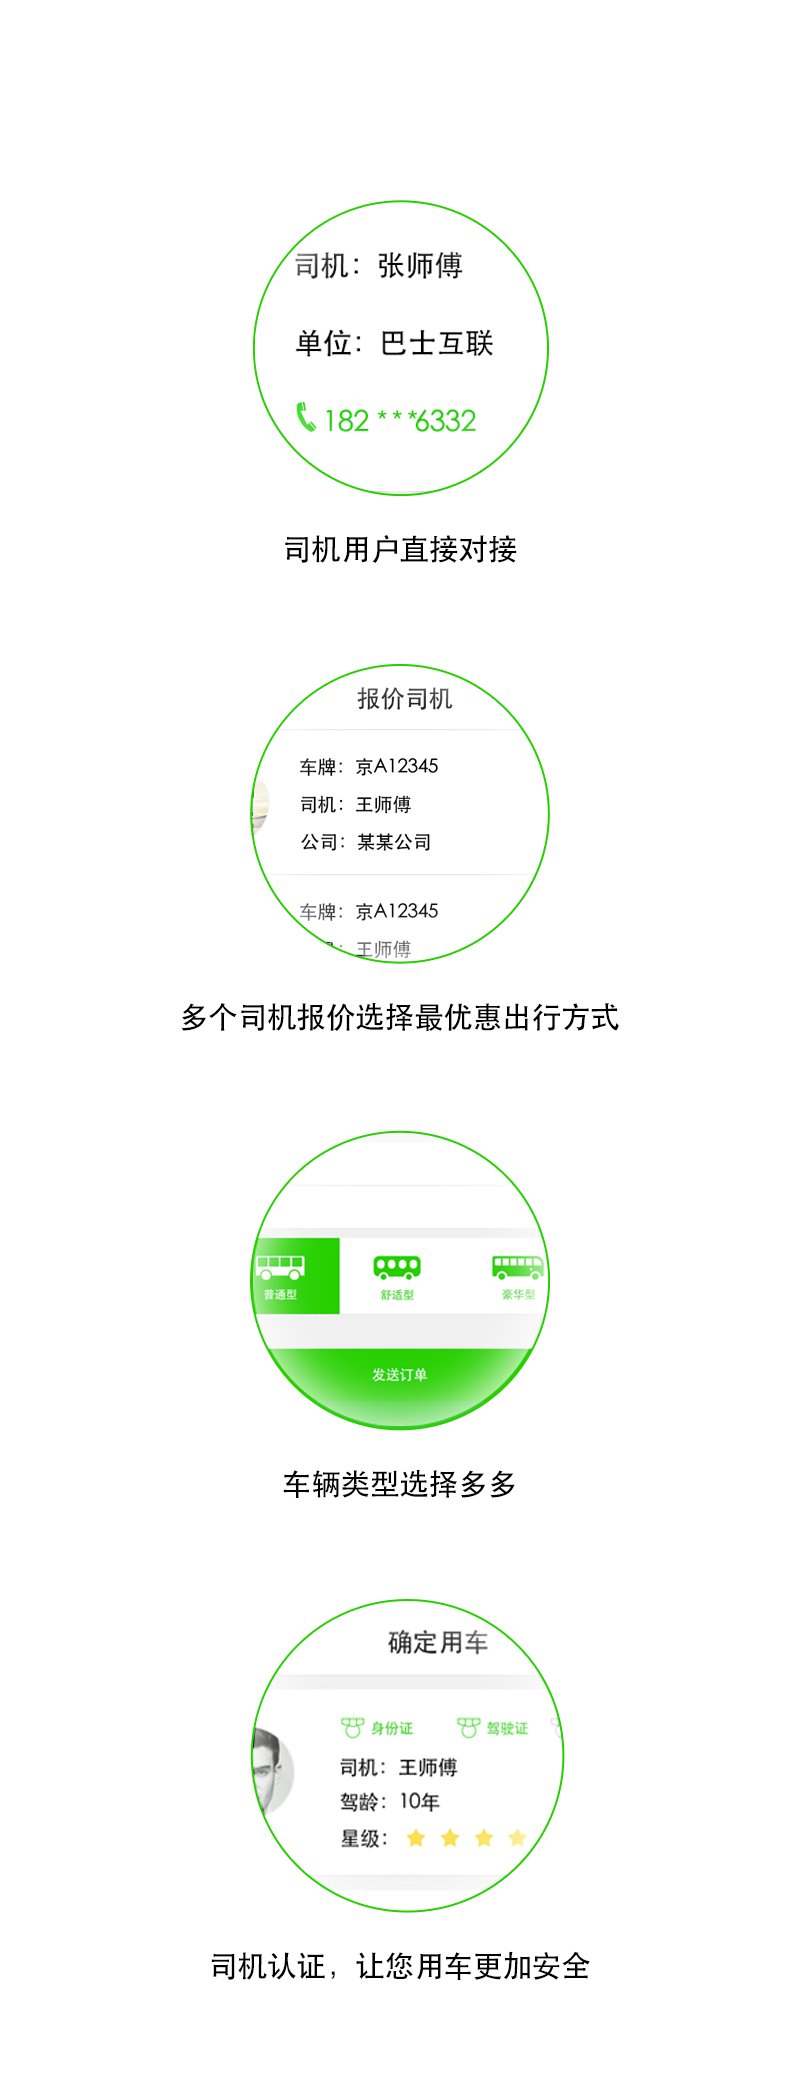 司机：张师傅
单位：巴士互联
182 ***6332
司机用户直接对接
报价司机
车牌：京A12345
司机：王师傅
公司：某某公司
车牌：京A12345
：王师傅
多个司机报价选择最优惠出行方式
普通型 舒适型 豪华型
发送订单
车辆类型选择多多
确定用车
身份证 驾驶证
司机：王师傅
驾龄：10年
星级：
司机认证，让您用车更加安全